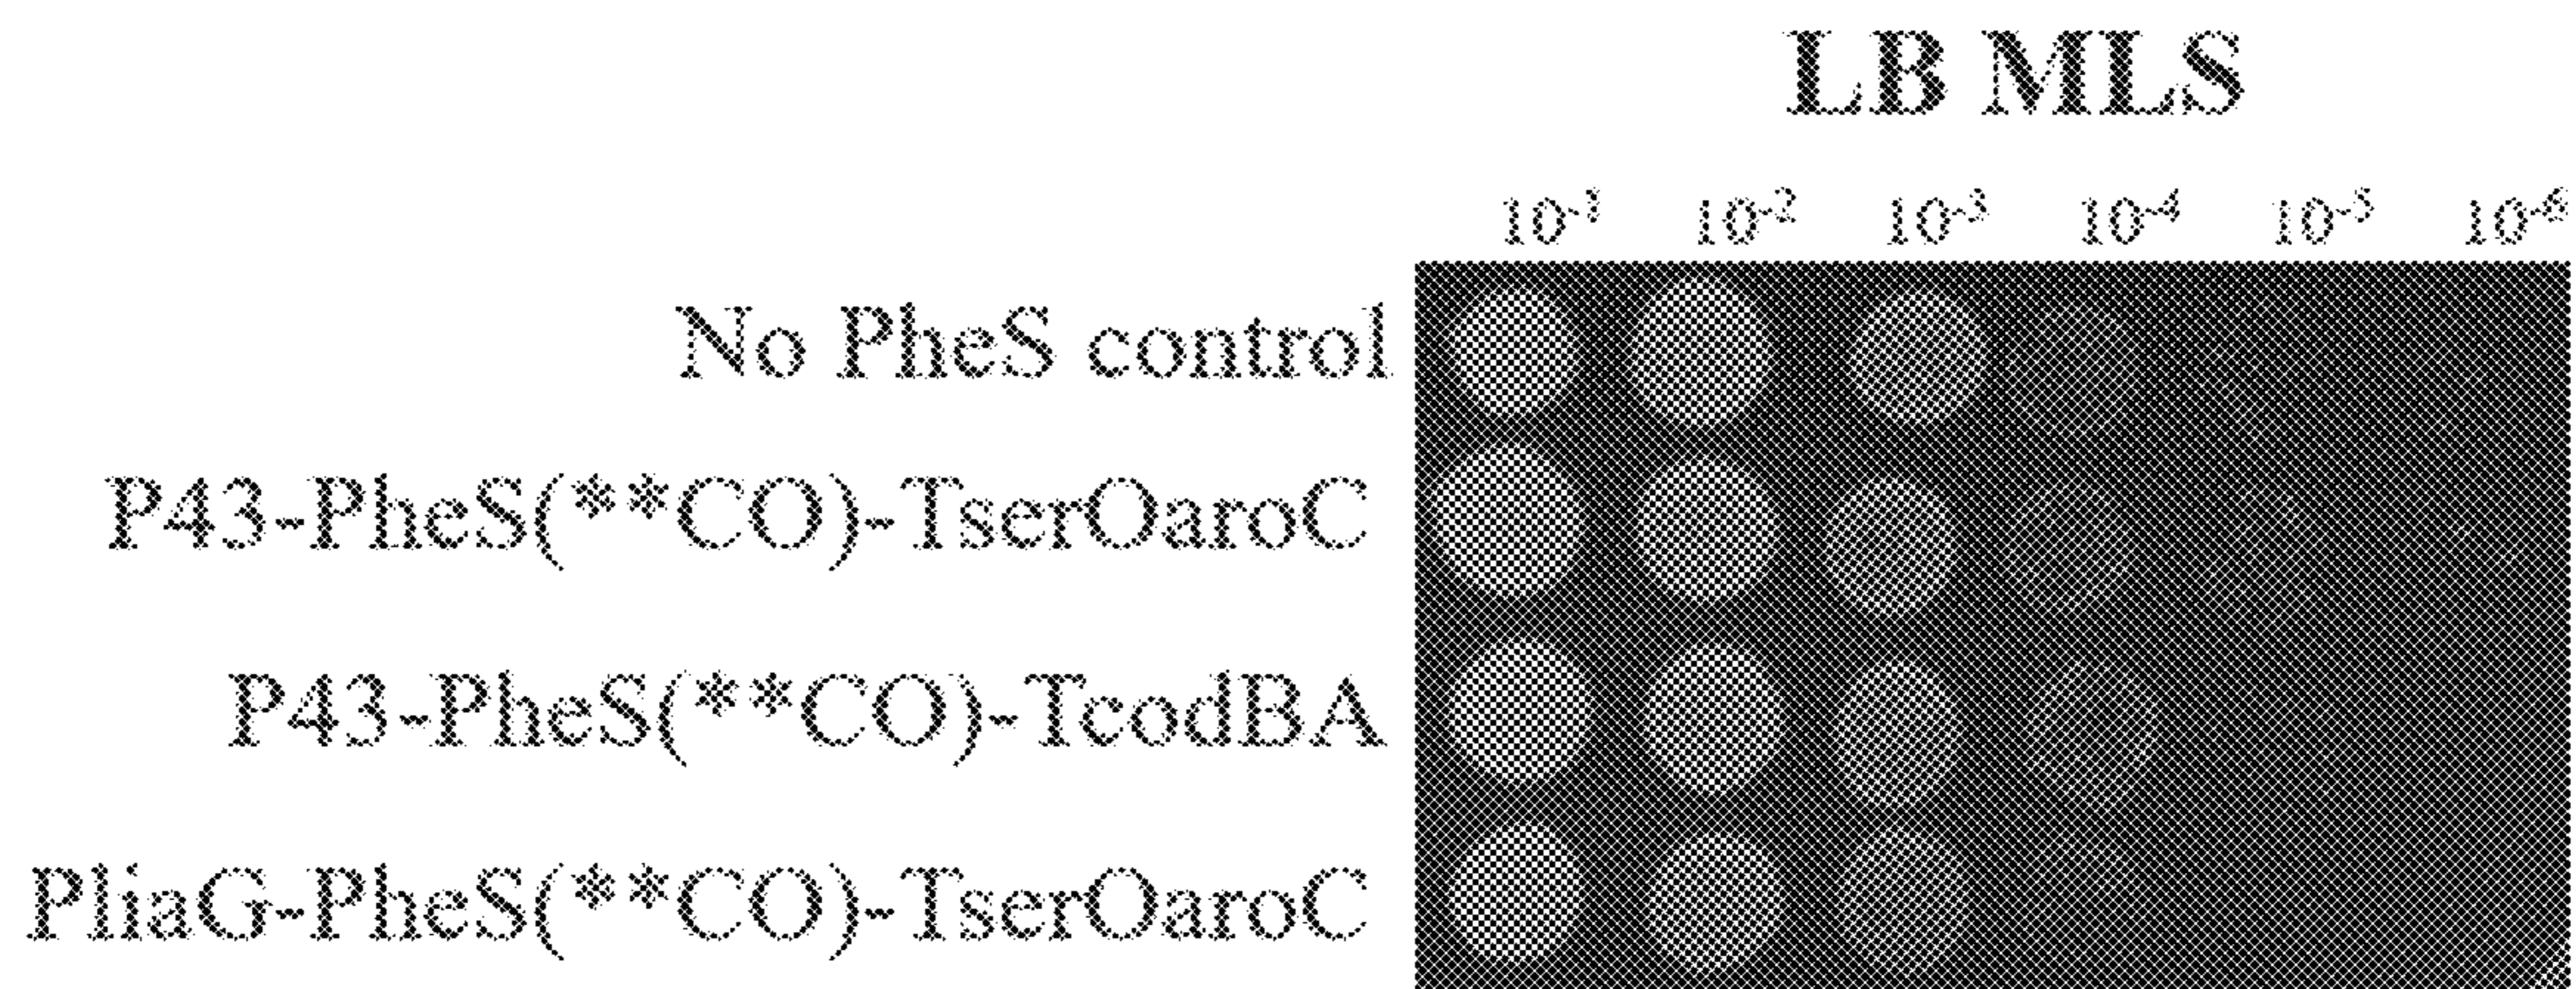 LB MLS
10⁻¹ 10⁻² 10⁻³ 10⁻⁴ 10⁻⁵ 10⁻⁶
No PheS control
P43-PheS(**CO)-TserOaroC
P43-PheS(**CO)-TcodBA
PliaG-PheS(**CO)-TserOaroC